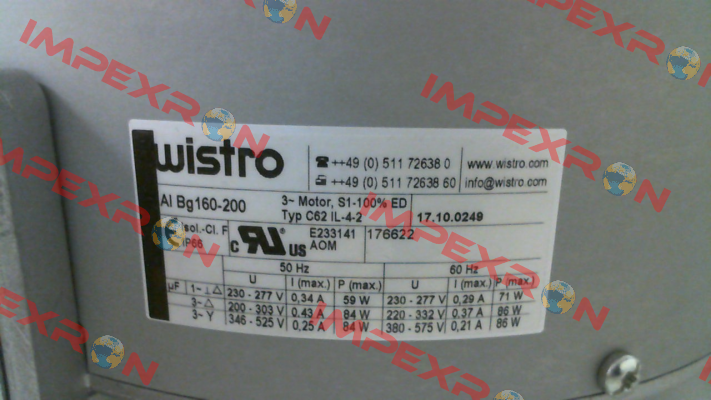 IMPEXRON
IMPEXRON
wistro
++49 (0) 511 72638 0 www.wistro.com
++49 (0) 511 72638 60 info@wistro.com
Al Bg160-200 3~ Motor, S1-100% ED
Typ C62 IL-4-2 17.10.0249
Isol.-Cl. F
IP66
c RU us
E233141 176622
AOM
50 Hz 60 Hz
U I (max.) P (max.) U I (max.) P (max.)
µF 1~ ⊥ △ 230 - 277 V 0,34 A 59 W 230 - 277 V 0,29 A 71 W
3~ △ 200 - 303 V 0,43 A 84 W 220 - 332 V 0,37 A 86 W
3~ Y 346 - 525 V 0,25 A 84 W 380 - 575 V 0,21 A 86 W
IMPEXRON
IMPEXRON